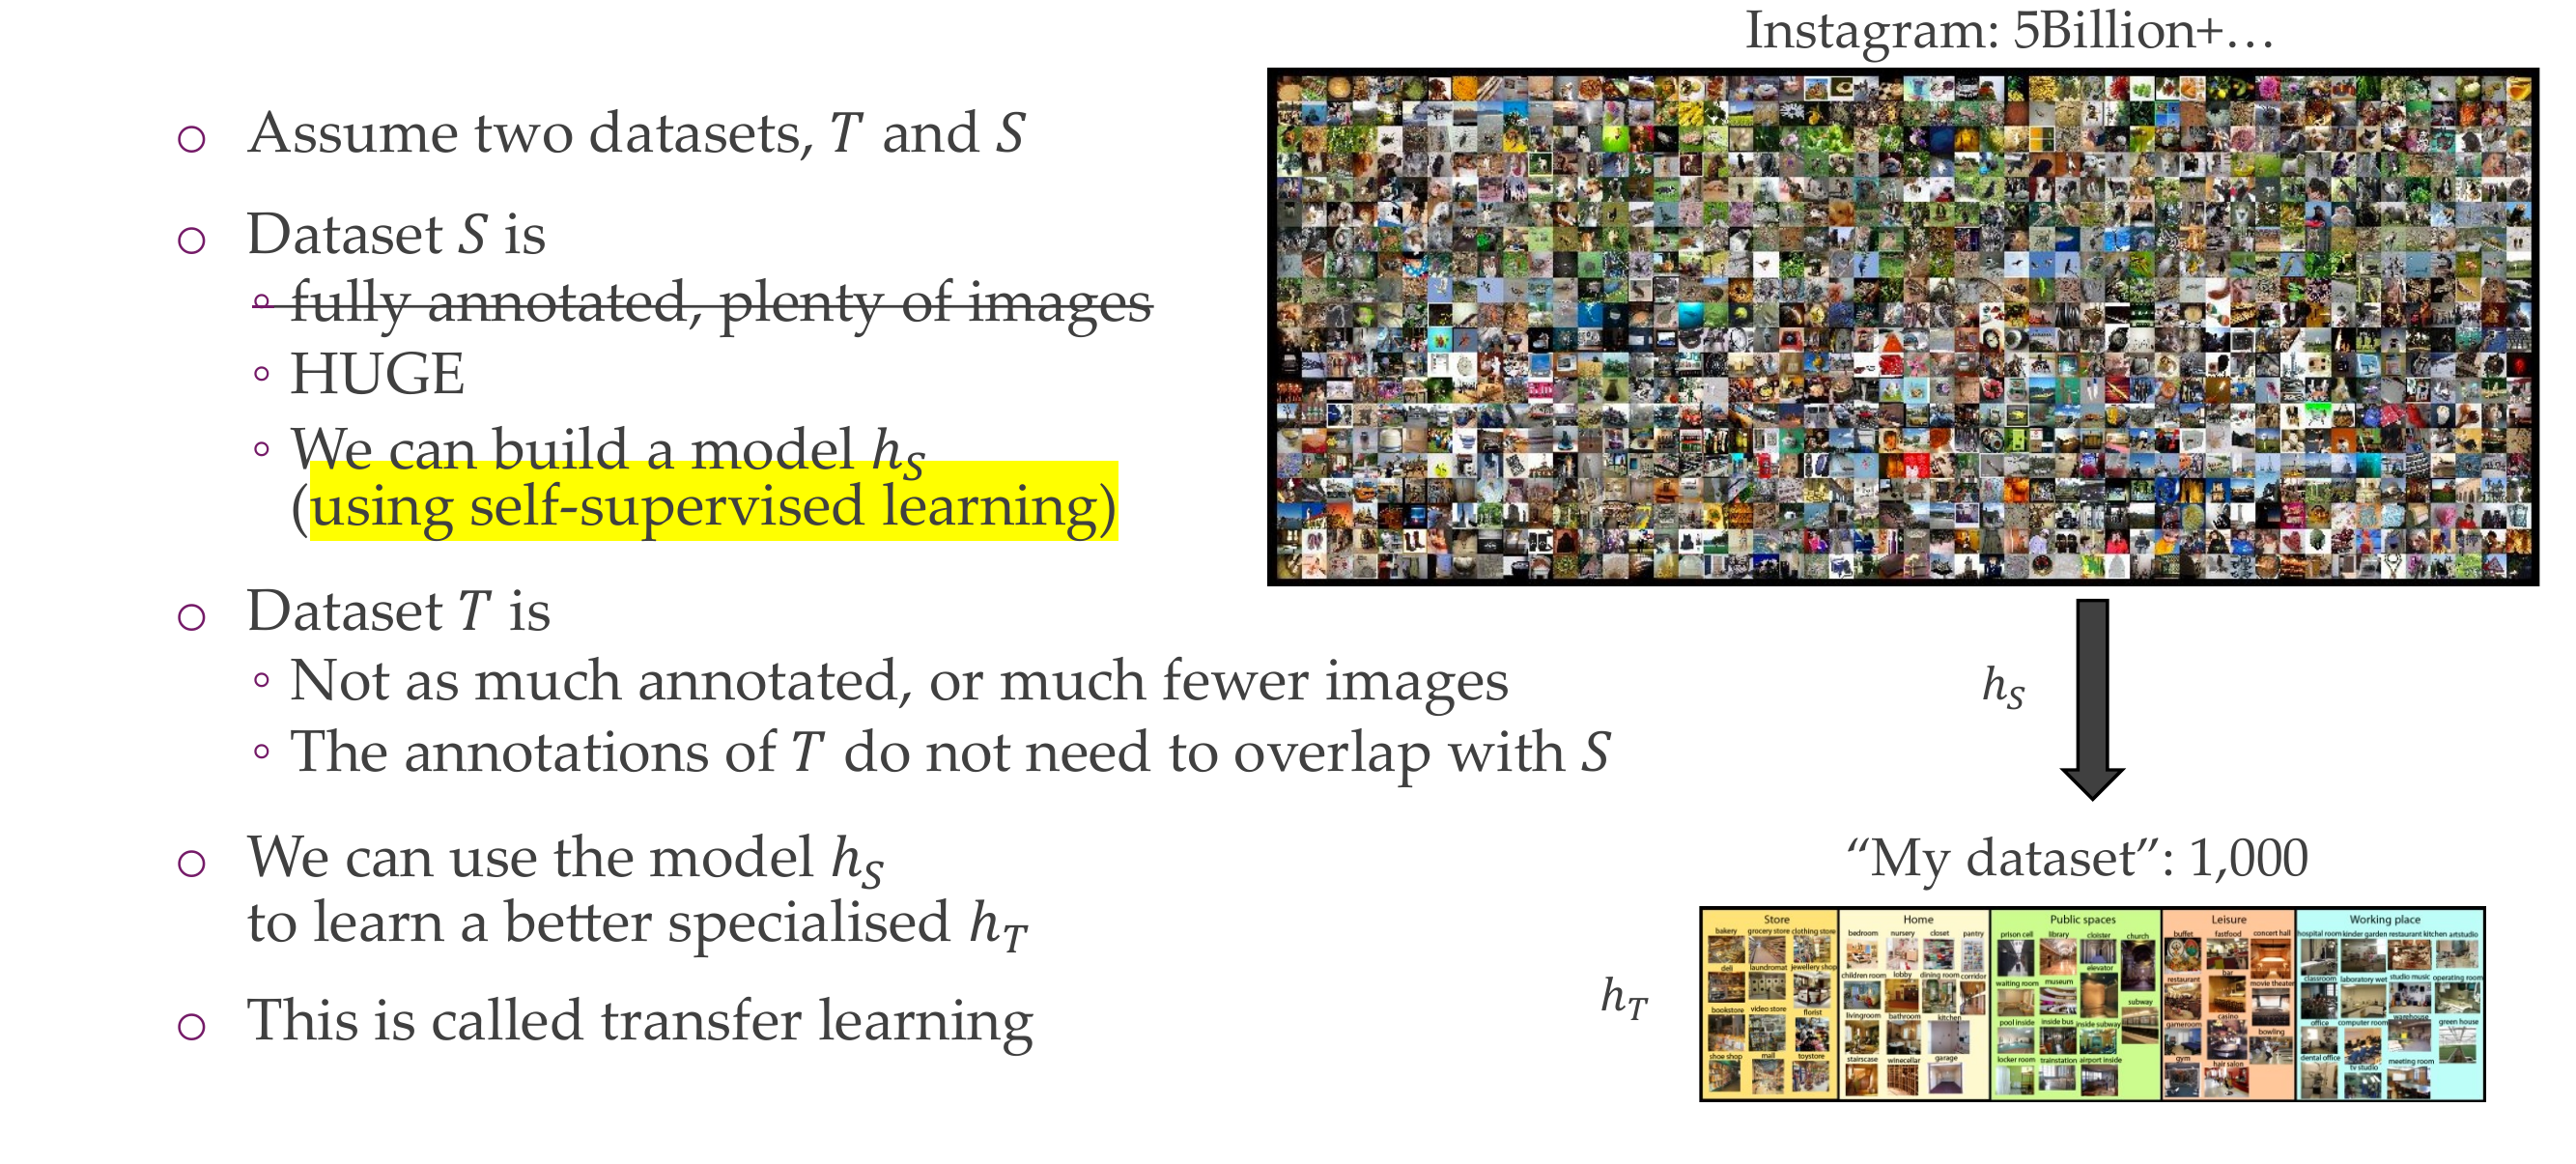 Instagram: 5Billion+…
○ Assume two datasets, T and S
○ Dataset S is
◦ fully annotated, plenty of images
◦ HUGE
◦ We can build a model h_S
(using self-supervised learning)
○ Dataset T is
◦ Not as much annotated, or much fewer images
◦ The annotations of T do not need to overlap with S
○ We can use the model h_S
to learn a better specialised h_T
○ This is called transfer learning
h_S
“My dataset”: 1,000
h_T
Store
bakery grocery store clothing store
deli laundromat jewellery shop
bookstore video store florist
shoe shop mall toystore
Home
bedroom nursery closet pantry
children room lobby dining room corridor
livingroom bathroom kitchen
staircase winecellar garage
Public spaces
prison cell library cloister church
elevator
waiting room museum
subway
pool inside inside bus inside subway
locker room trainstation airport inside
Leisure
buffet fastfood concert hall
bar
restaurant movie theater
casino
gameroom bowling
gym hair salon
Working place
hospital room kinder garden restaurant kitchen artstudio
classroom laboratory wet studio music operating room
office computer room warehouse green house
dental office tv studio meeting room